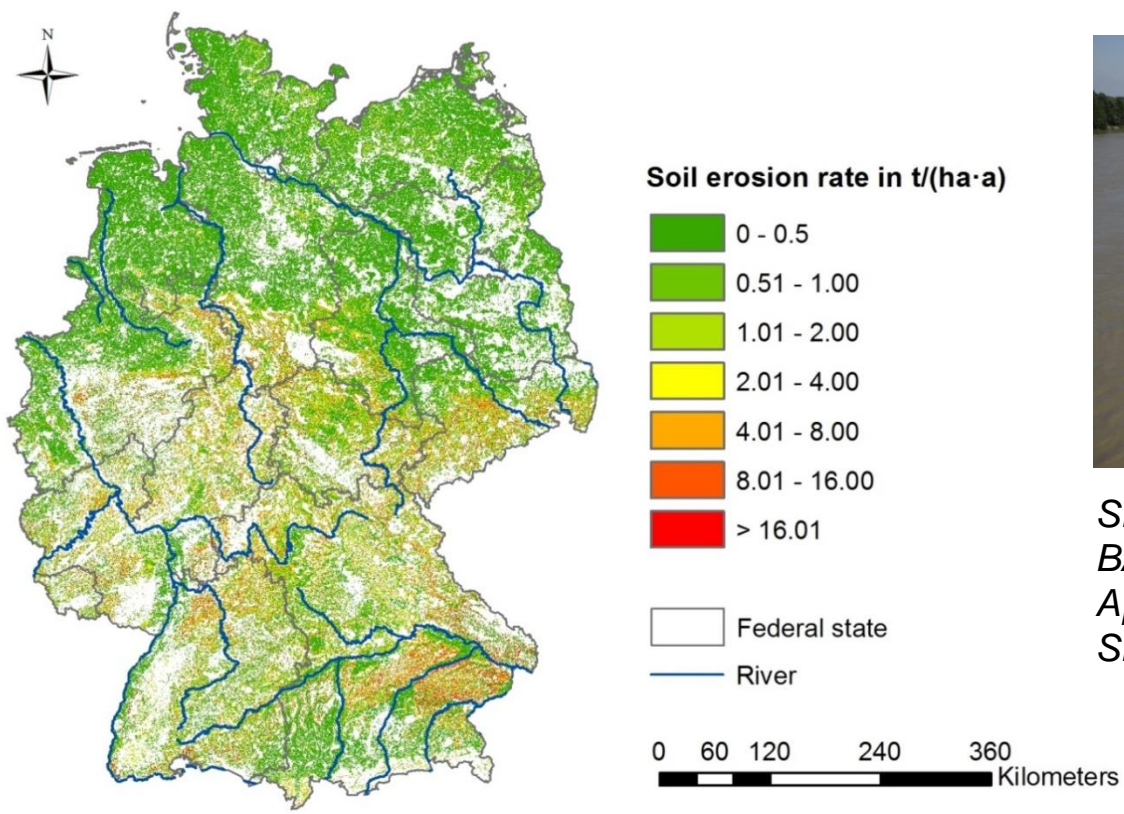 N
Soil erosion rate in t/(ha·a)
0 - 0.5
0.51 - 1.00
1.01 - 2.00
2.01 - 4.00
4.01 - 8.00
8.01 - 16.00
> 16.01
Federal state
River
0 60 120 240 360
Kilometers